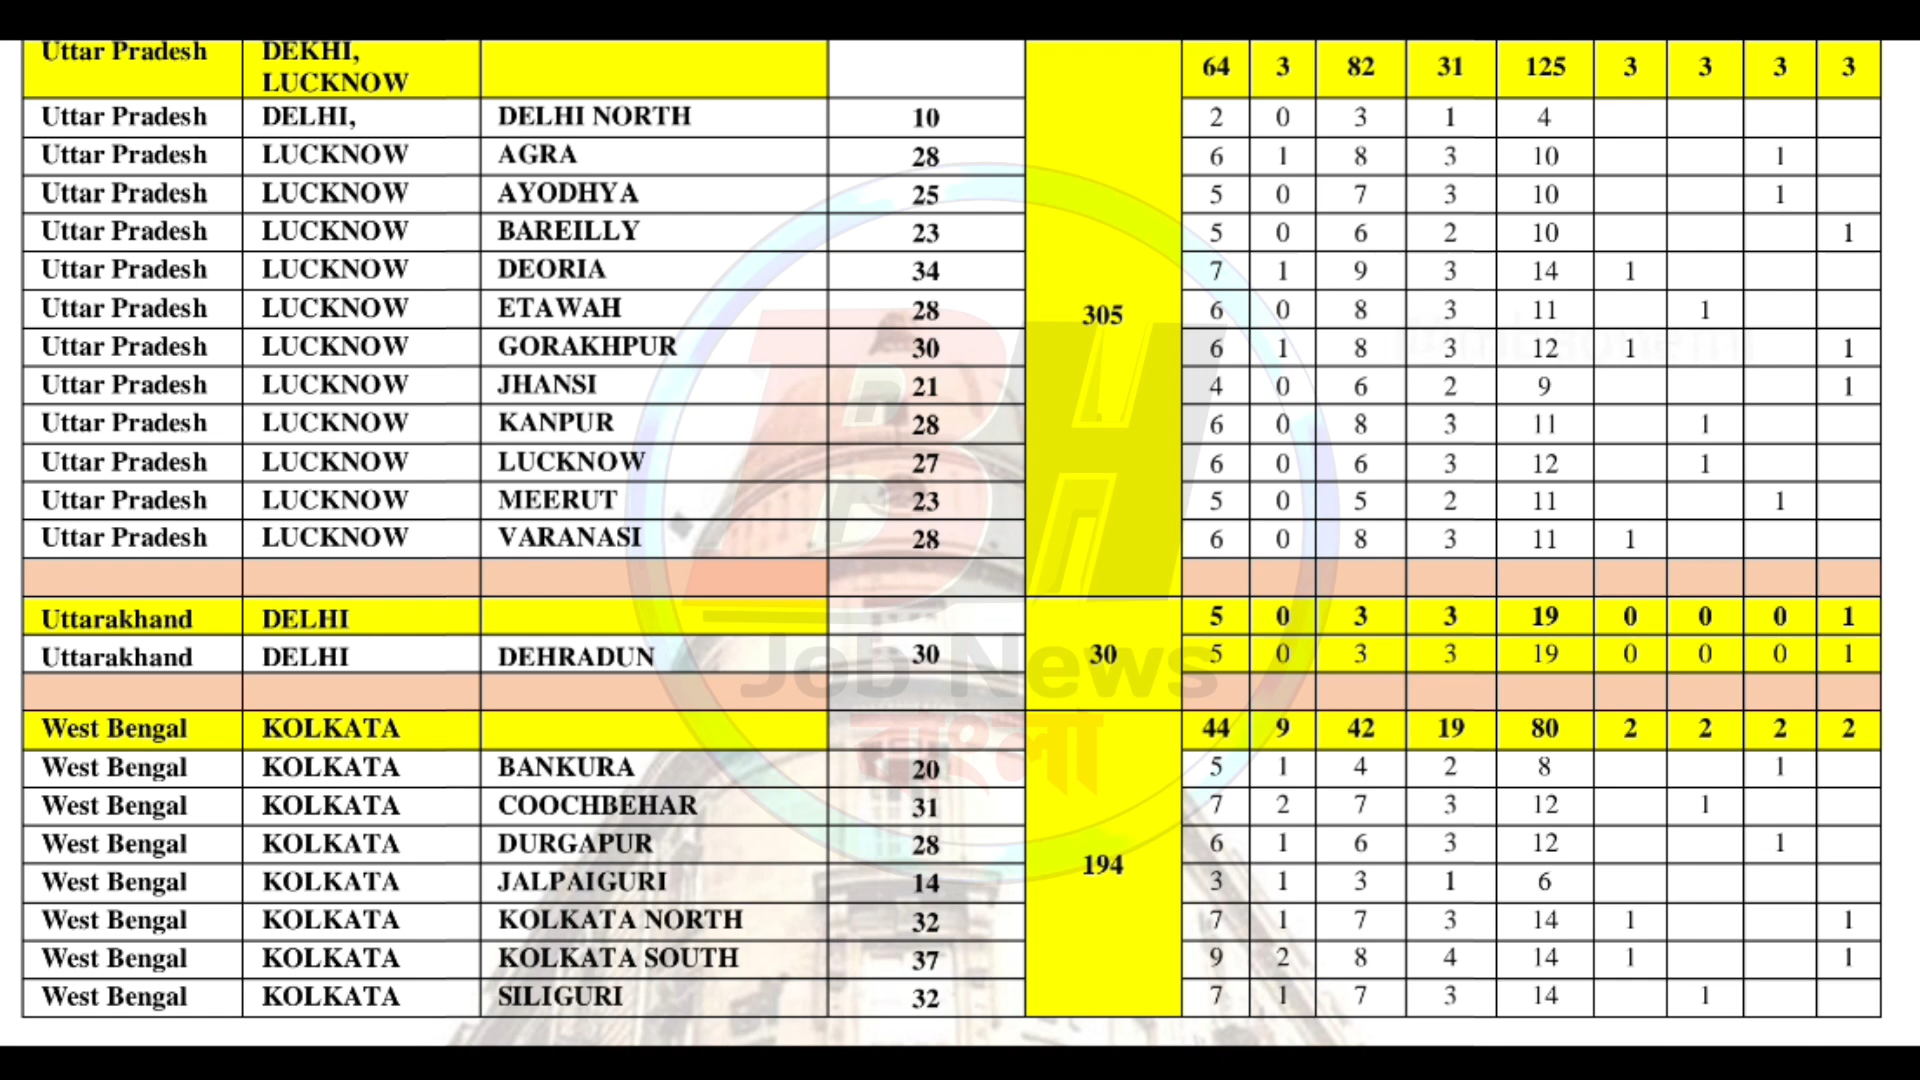 Uttar Pradesh DEKHI, 64 3 82 31 125 3 3 3 3
LUCKNOW
Uttar Pradesh DELHI, DELHI NORTH 10 2 0 3 1 4
Uttar Pradesh LUCKNOW AGRA 28 6 1 8 3 10 1
Uttar Pradesh LUCKNOW AYODHYA 25 5 0 7 3 10 1
Uttar Pradesh LUCKNOW BAREILLY 23 5 0 6 2 10 1
Uttar Pradesh LUCKNOW DEORIA 34 7 1 9 3 14 1
Uttar Pradesh LUCKNOW ETAWAH 28 305 6 0 8 3 11 1
Uttar Pradesh LUCKNOW GORAKHPUR 30 6 1 8 3 12 1 1
Uttar Pradesh LUCKNOW JHANSI 21 4 0 6 2 9 1
Uttar Pradesh LUCKNOW KANPUR 28 6 0 8 3 11 1
Uttar Pradesh LUCKNOW LUCKNOW 27 6 0 6 3 12 1
Uttar Pradesh LUCKNOW MEERUT 23 5 0 5 2 11 1
Uttar Pradesh LUCKNOW VARANASI 28 6 0 8 3 11 1
Uttarakhand DELHI 5 0 3 3 19 0 0 0 1
Uttarakhand DELHI DEHRADUN 30 30 5 0 3 3 19 0 0 0 1
West Bengal KOLKATA 44 9 42 19 80 2 2 2 2
West Bengal KOLKATA BANKURA 20 5 1 4 2 8 1
West Bengal KOLKATA COOCHBEHAR 31 7 2 7 3 12 1
West Bengal KOLKATA DURGAPUR 28 194 6 1 6 3 12 1
West Bengal KOLKATA JALPAIGURI 14 3 1 3 1 6
West Bengal KOLKATA KOLKATA NORTH 32 7 1 7 3 14 1 1
West Bengal KOLKATA KOLKATA SOUTH 37 9 2 8 4 14 1 1
West Bengal KOLKATA SILIGURI 32 7 1 7 3 14 1
BH
Job News
বাংলা